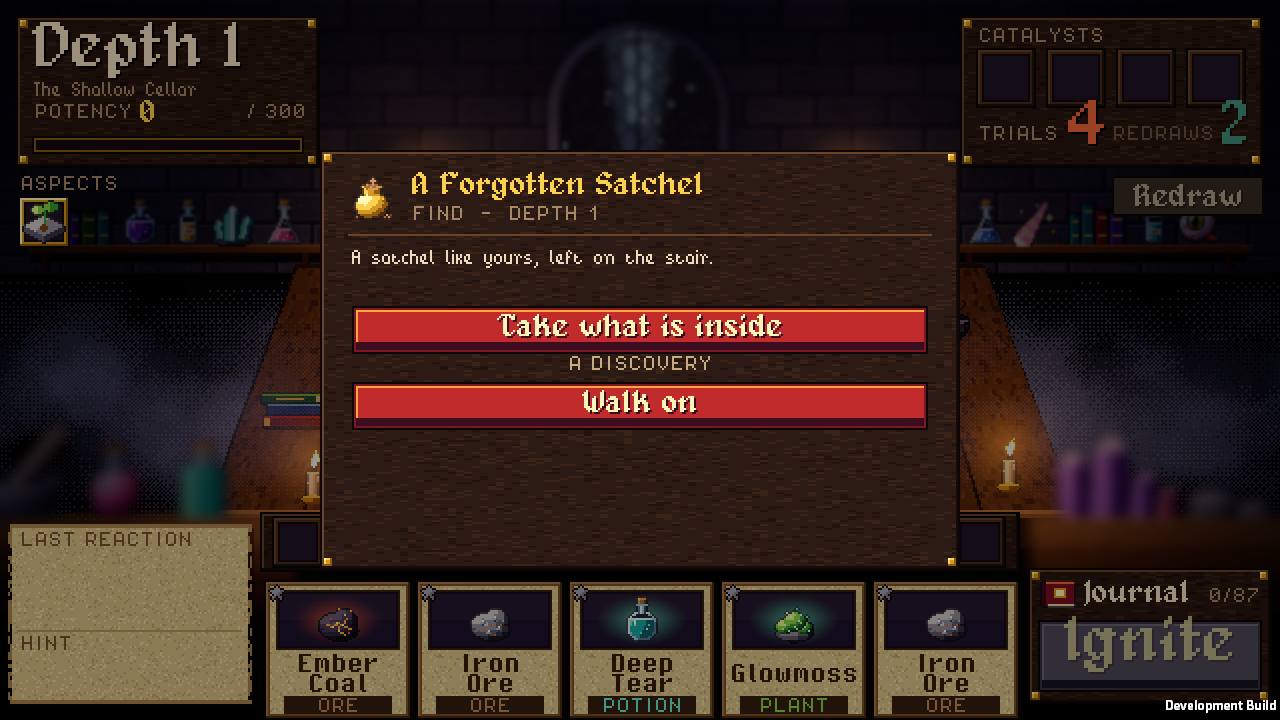 Depth 1
The Shallow Cellar
POTENCY 0 / 300
ASPECTS
CATALYSTS
TRIALS 4 REDRAWS 2
Redraw
A Forgotten Satchel
FIND - DEPTH 1
A satchel like yours, left on the stair.
Take what is inside
A DISCOVERY
Walk on
LAST REACTION
HINT
Ember
Coal
ORE
Iron
Ore
ORE
Deep
Tear
POTION
Glowmoss
PLANT
Iron
Ore
ORE
Journal 0/87
Ignite
Development Build